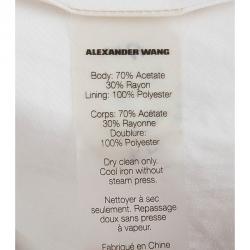 ALEXANDER WANG
Body: 70% Acetate
30% Rayon
Lining: 100% Polyester
Corps: 70% Acetate
30% Rayonne
Doublure:
100% Polyester
Dry clean only.
Cool iron without
steam press.
Nettoyer à
sec seulement. Repassage
doux sans presse
à vapeur.
Fabriqué en Chine